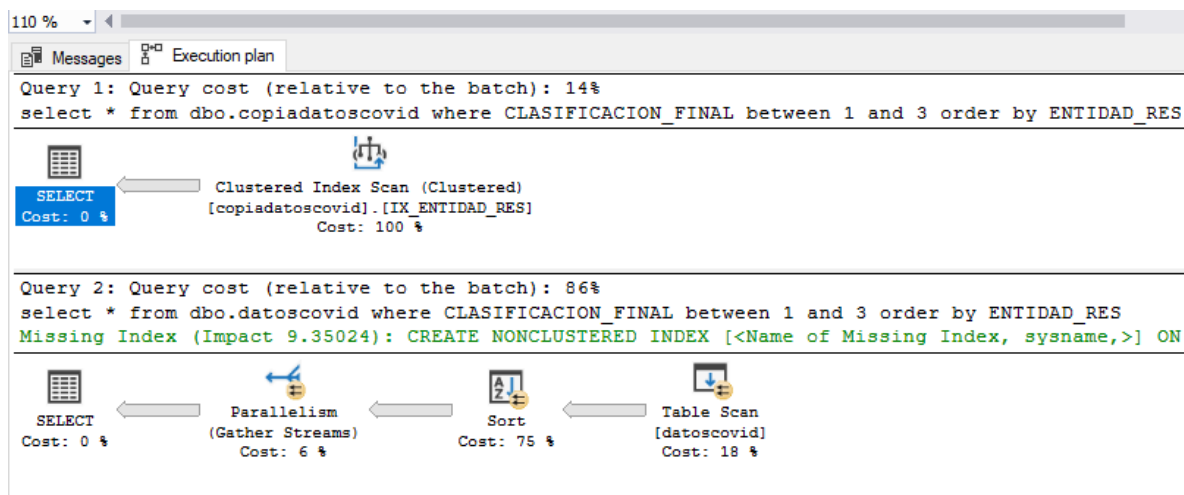 110 %
Messages
Execution plan
Query 1: Query cost (relative to the batch): 14%
select * from dbo.copiadatoscovid where CLASIFICACION_FINAL between 1 and 3 order by ENTIDAD_RES
SELECT
Cost: 0 %
Clustered Index Scan (Clustered)
[copiadatoscovid].[IX_ENTIDAD_RES]
Cost: 100 %
Query 2: Query cost (relative to the batch): 86%
select * from dbo.datoscovid where CLASIFICACION_FINAL between 1 and 3 order by ENTIDAD_RES
Missing Index (Impact 9.35024): CREATE NONCLUSTERED INDEX [<Name of Missing Index, sysname,>] ON
SELECT
Cost: 0 %
Parallelism
(Gather Streams)
Cost: 6 %
Sort
Cost: 75 %
Table Scan
[datoscovid]
Cost: 18 %